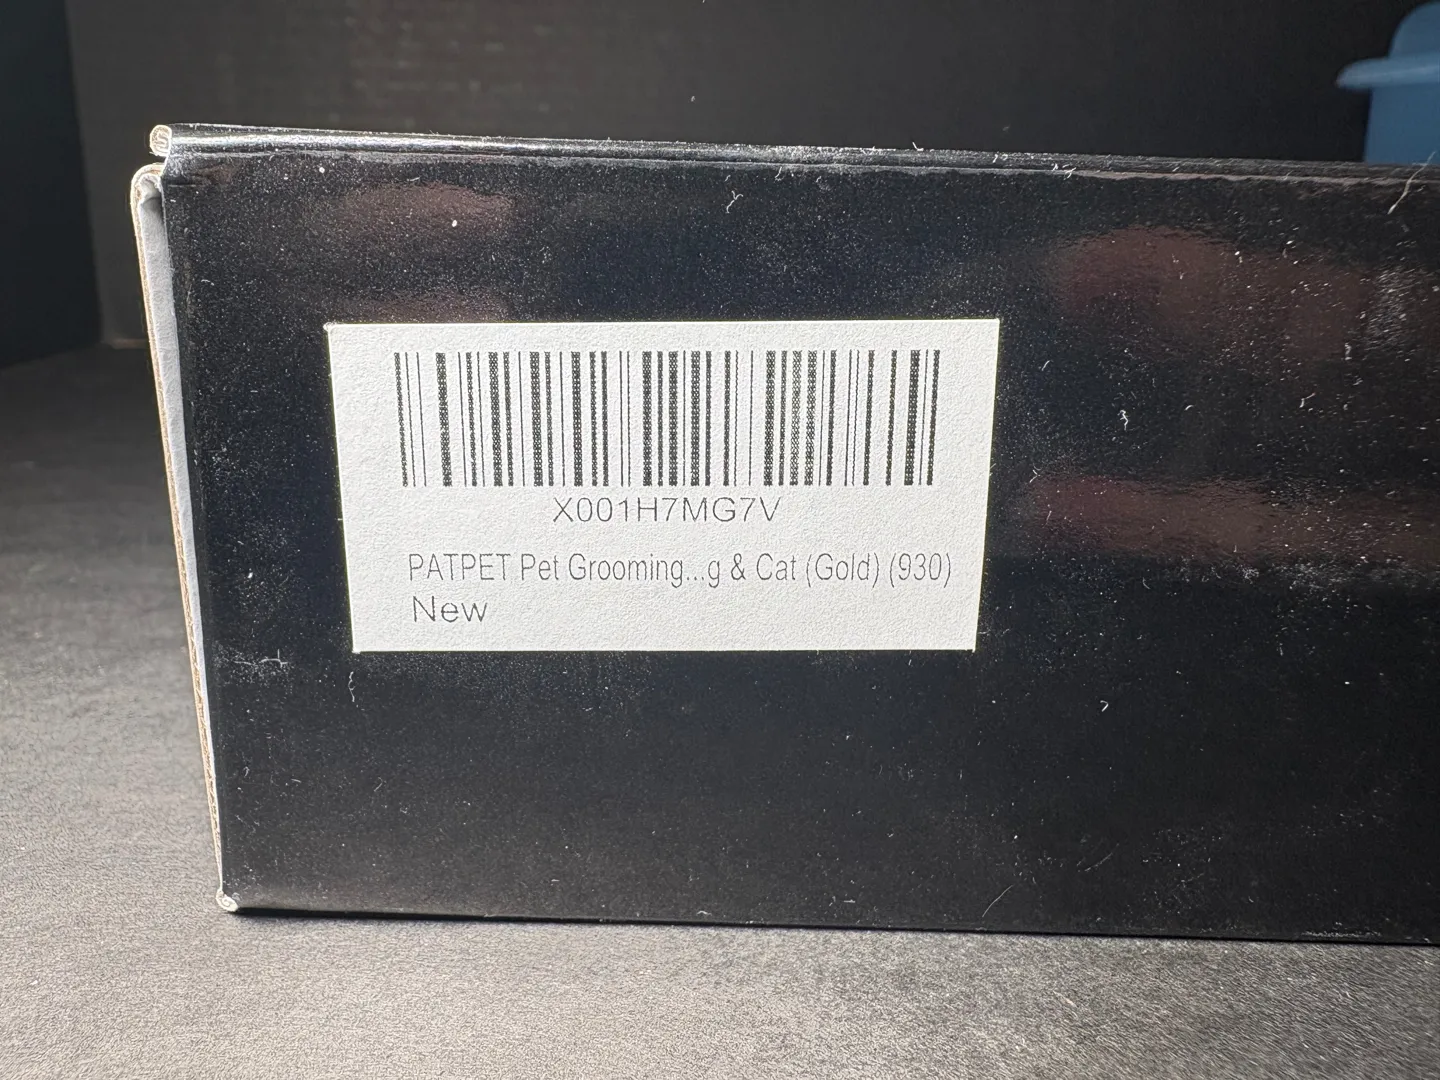 X001H7MG7V
PATPET Pet Grooming...g & Cat (Gold) (930)
New